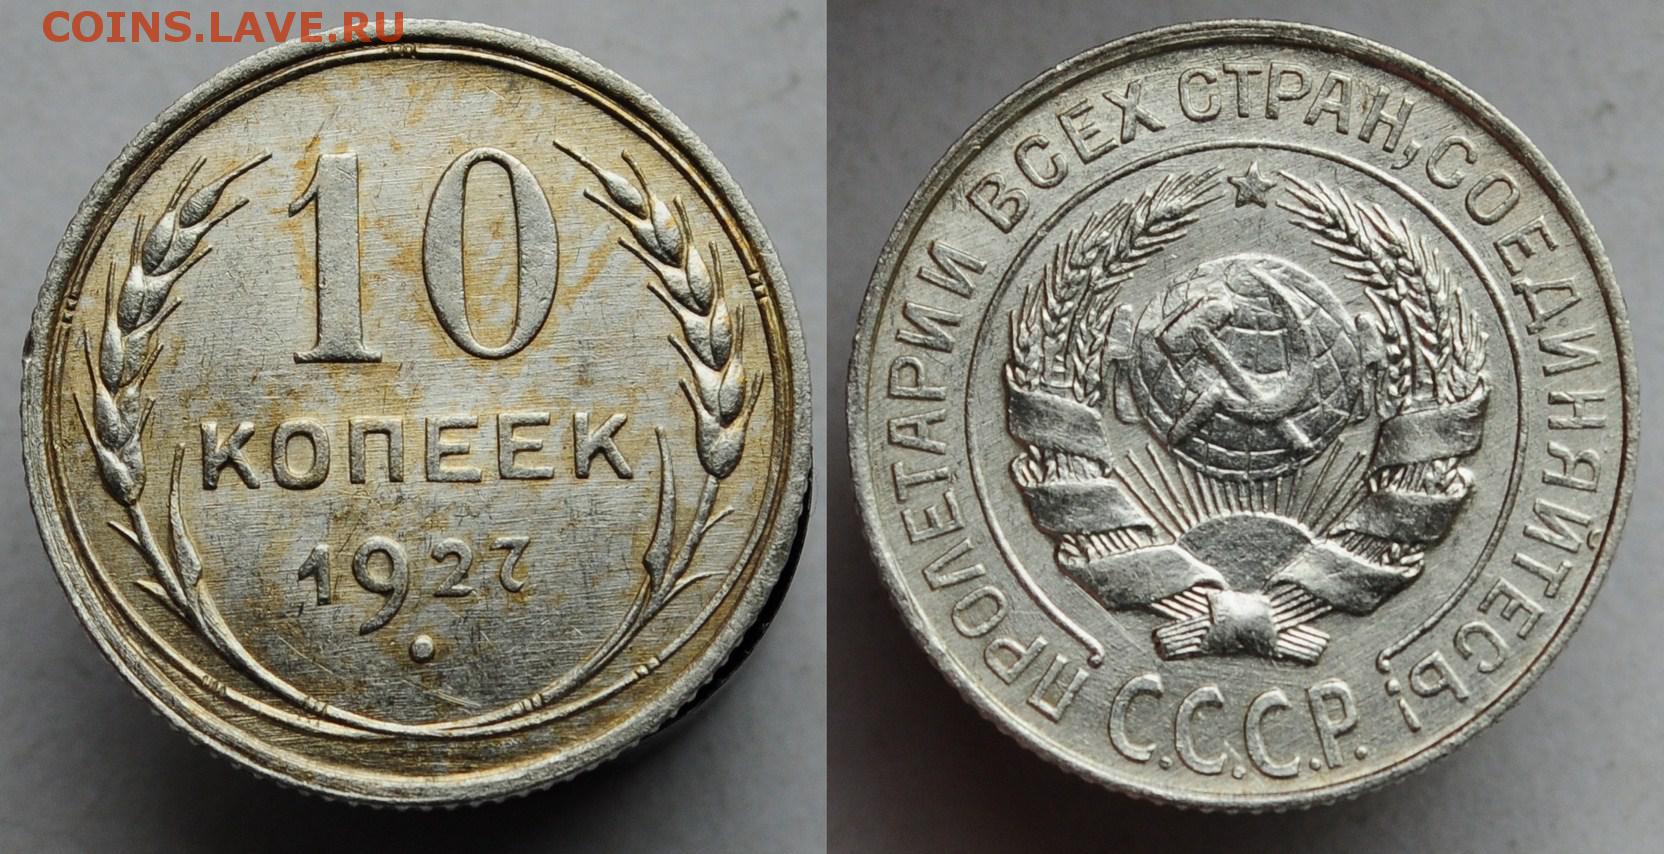 COINS.LAVE.RU
10
КОПЕЕК
1927
ПРОЛЕТАРИИ ВСЕХ СТРАН, СОЕДИНЯЙТЕСЬ!
С.С.С.Р.